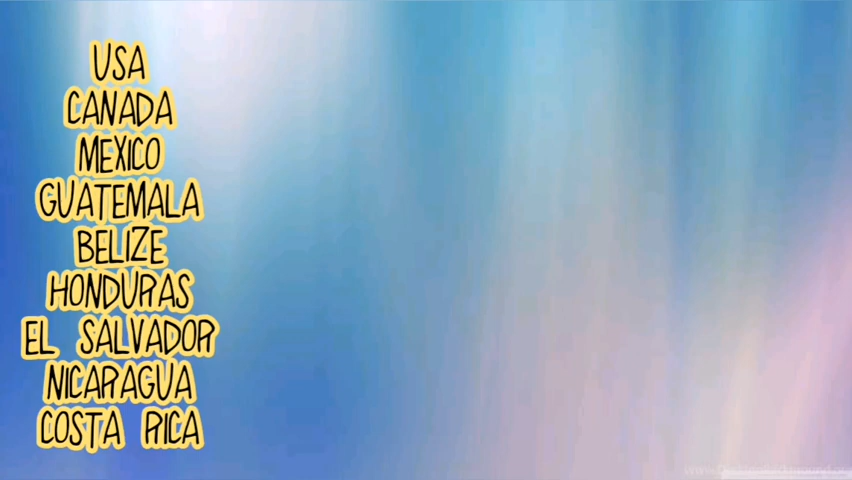 USA
CANADA
MEXICO
GUATEMALA
BELIZE
HONDURAS
EL SALVADOR
NICARAGUA
COSTA RICA